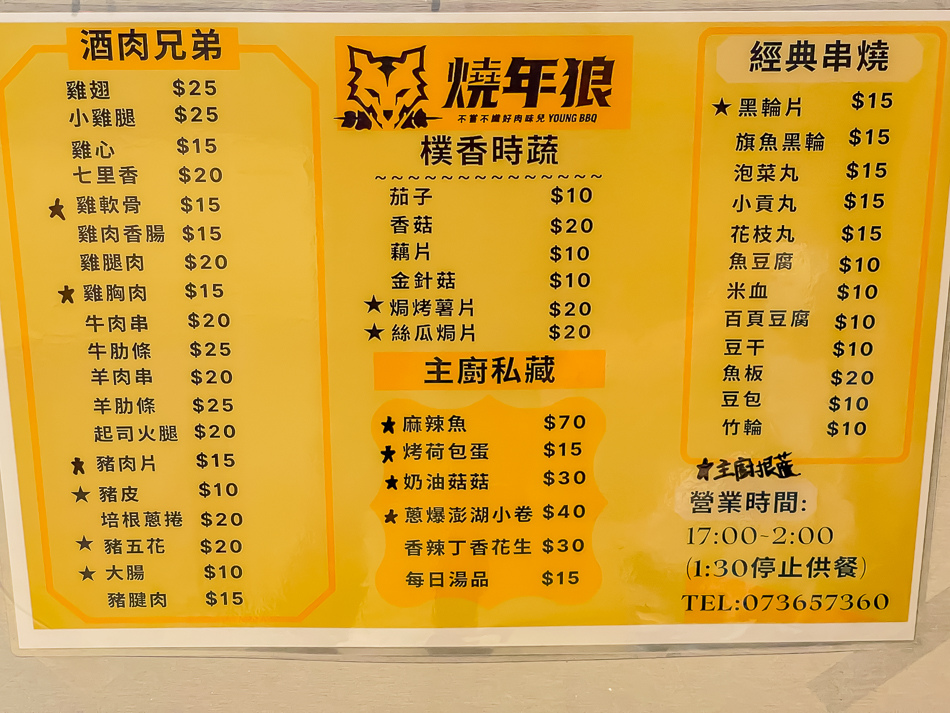 酒肉兄弟
雞翅 $25
小雞腿 $25
雞心 $15
七里香 $20
★ 雞軟骨 $15
雞肉香腸 $15
雞腿肉 $20
★ 雞胸肉 $15
牛肉串 $20
牛肋條 $25
羊肉串 $20
羊肋條 $25
起司火腿 $20
★ 豬肉片 $15
★ 豬皮 $10
培根蔥捲 $20
★ 豬五花 $20
★ 大腸 $10
豬腱肉 $15
燒年狼
不嘗不識好肉味兒 YOUNG BBQ
樸香時蔬
~~~~~~~~~~~~~~
茄子 $10
香菇 $20
藕片 $10
金針菇 $10
★ 焗烤薯片 $20
★ 絲瓜焗片 $20
主廚私藏
★ 麻辣魚 $70
★ 烤荷包蛋 $15
★ 奶油菇菇 $30
★ 蔥爆澎湖小卷 $40
香辣丁香花生 $30
每日湯品 $15
經典串燒
★ 黑輪片 $15
旗魚黑輪 $15
泡菜丸 $15
小貢丸 $15
花枝丸 $15
魚豆腐 $10
米血 $10
百頁豆腐 $10
豆干 $10
魚板 $20
豆包 $10
竹輪 $10
★主廚推薦
營業時間:
17:00~2:00
(1:30停止供餐)
TEL:073657360